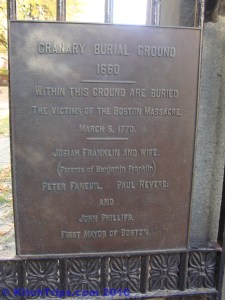 GRANARY BURIAL GROUND
1660
WITHIN THIS GROUND ARE BURIED
THE VICTIMS OF THE BOSTON MASSACRE,
MARCH 5, 1770.
JOSIAH FRANKLIN AND WIFE,
(Parents of Benjamin Franklin)
PETER FANEUIL, PAUL REVERE;
AND
JOHN PHILLIPS,
FIRST MAYOR OF BOSTON.